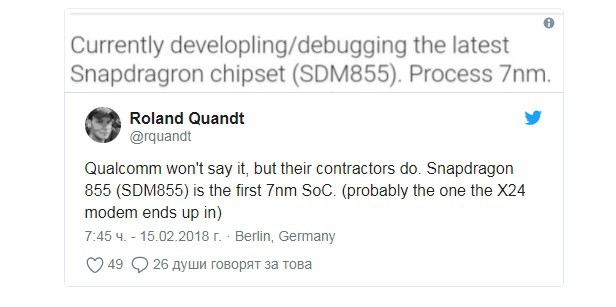 Currently developling/debugging the latest
Snapdragron chipset (SDM855). Process 7nm.
Roland Quandt
@rquandt
Qualcomm won't say it, but their contractors do. Snapdragon
855 (SDM855) is the first 7nm SoC. (probably the one the X24
modem ends up in)
7:45 ч. - 15.02.2018 г. · Berlin, Germany
49 26 души говорят за това